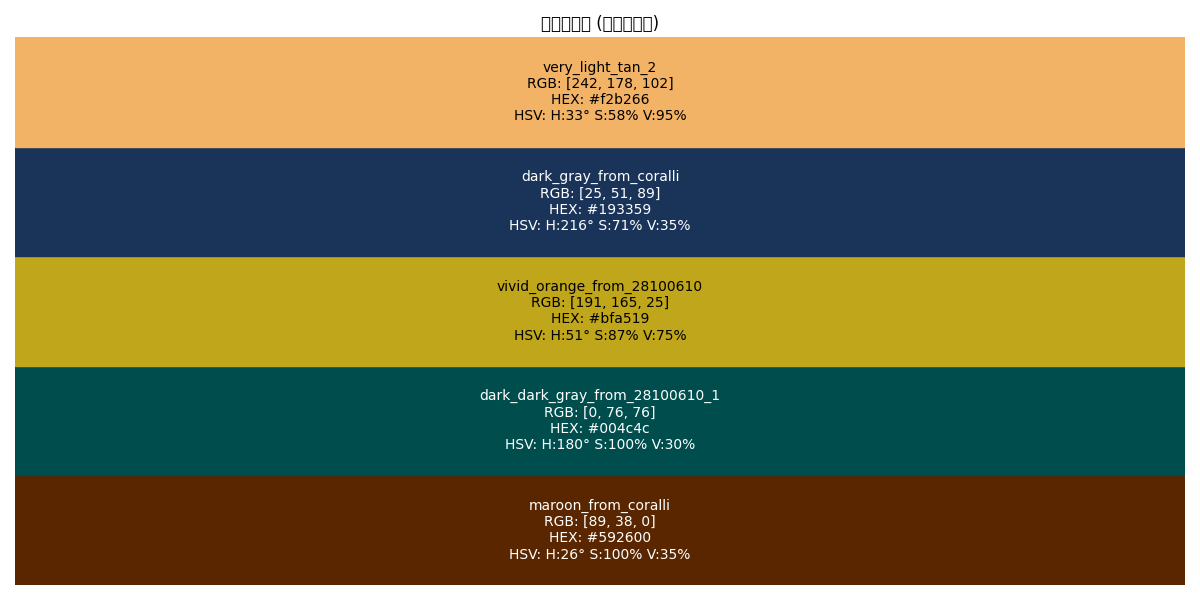 very_light_tan_2
RGB: [242, 178, 102]
HEX: #f2b266
HSV: H:33° S:58% V:95%
dark_gray_from_coralli
RGB: [25, 51, 89]
HEX: #193359
HSV: H:216° S:71% V:35%
vivid_orange_from_28100610
RGB: [191, 165, 25]
HEX: #bfa519
HSV: H:51° S:87% V:75%
dark_dark_gray_from_28100610_1
RGB: [0, 76, 76]
HEX: #004c4c
HSV: H:180° S:100% V:30%
maroon_from_coralli
RGB: [89, 38, 0]
HEX: #592600
HSV: H:26° S:100% V:35%